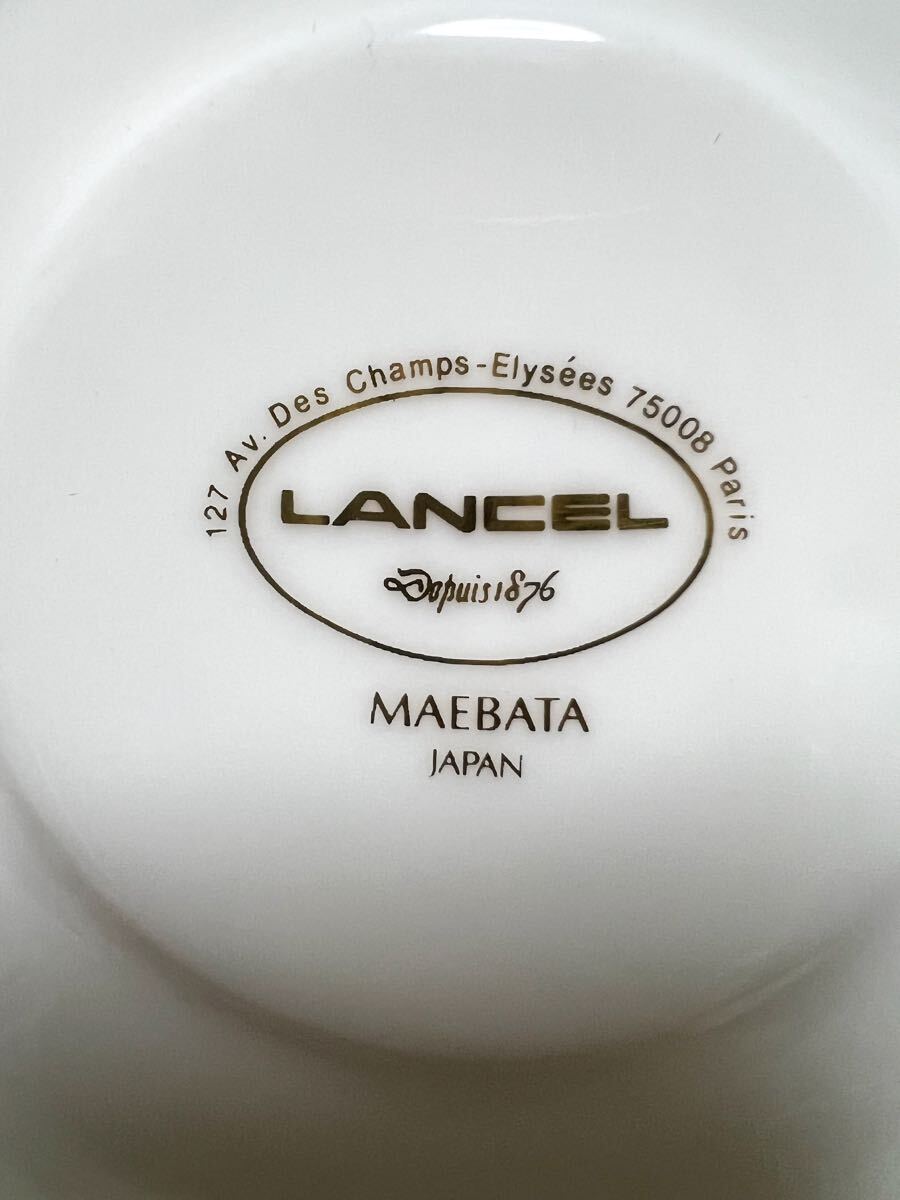 127 Av. Des Champs-Elysées 75008 Paris
LANCEL
Depuis 1876
MAEBATA
JAPAN